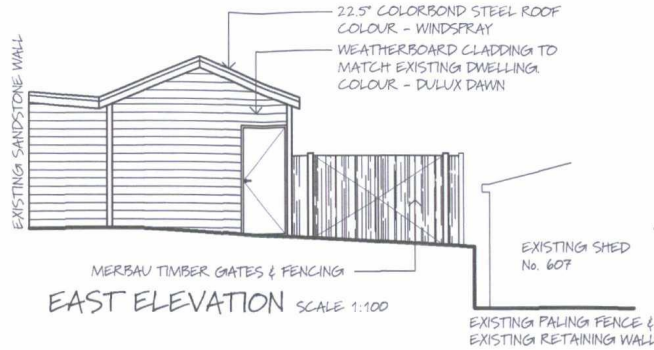 22.5° COLORBOND STEEL ROOF
COLOUR - WINDSPRAY
WEATHERBOARD CLADDING TO
MATCH EXISTING DWELLING.
COLOUR - DULUX DAWN
EXISTING SANDSTONE WALL
EXISTING SHED
No. 607
MERBAU TIMBER GATES & FENCING
EAST ELEVATION SCALE 1:100
EXISTING PALING FENCE &
EXISTING RETAINING WALL